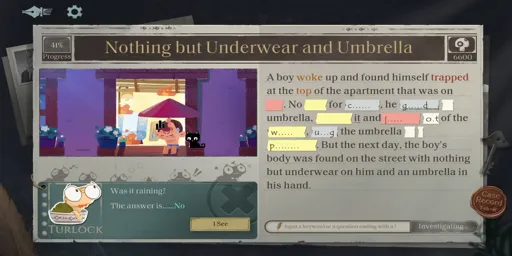 41%
Progress
Nothing but Underwear and Umbrella
6600
A boy woke up and found himself trapped
at the top of the apartment that was on
. No for c......, he g....d
umbrella, it and j..... o.t of the
w....., u...g the umbrella
p......... But the next day, the boy's
body was found on the street with nothing
but underwear on him and an umbrella in
his hand.
Was it raining?
The answer is......No
I See
TURLOCK
Investigating
Case
Record